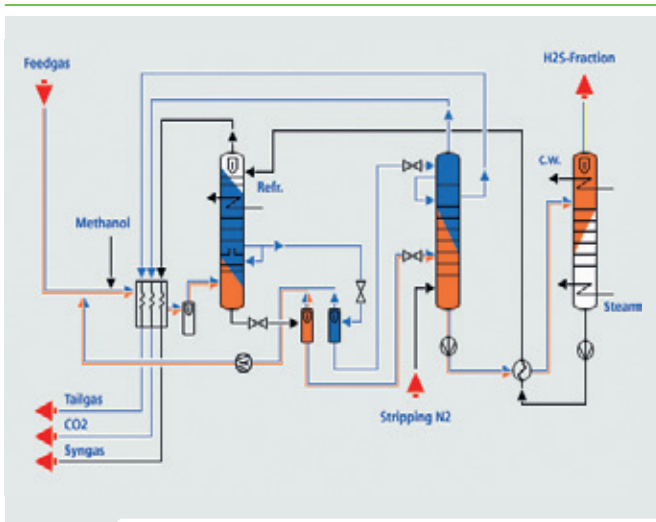 Feedgas
H2S-Fraction
C.W.
Refr.
Methanol
Steam
Tailgas
CO2
Syngas
Stripping N2